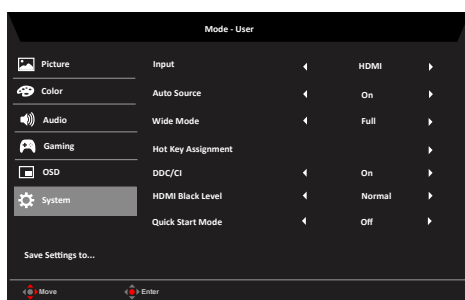 Mode - User
Picture
Input HDMI
Color
Auto Source On
Audio
Wide Mode Full
Gaming
Hot Key Assignment
OSD
DDC/CI On
System
HDMI Black Level Normal
Quick Start Mode Off
Save Settings to...
Move Enter